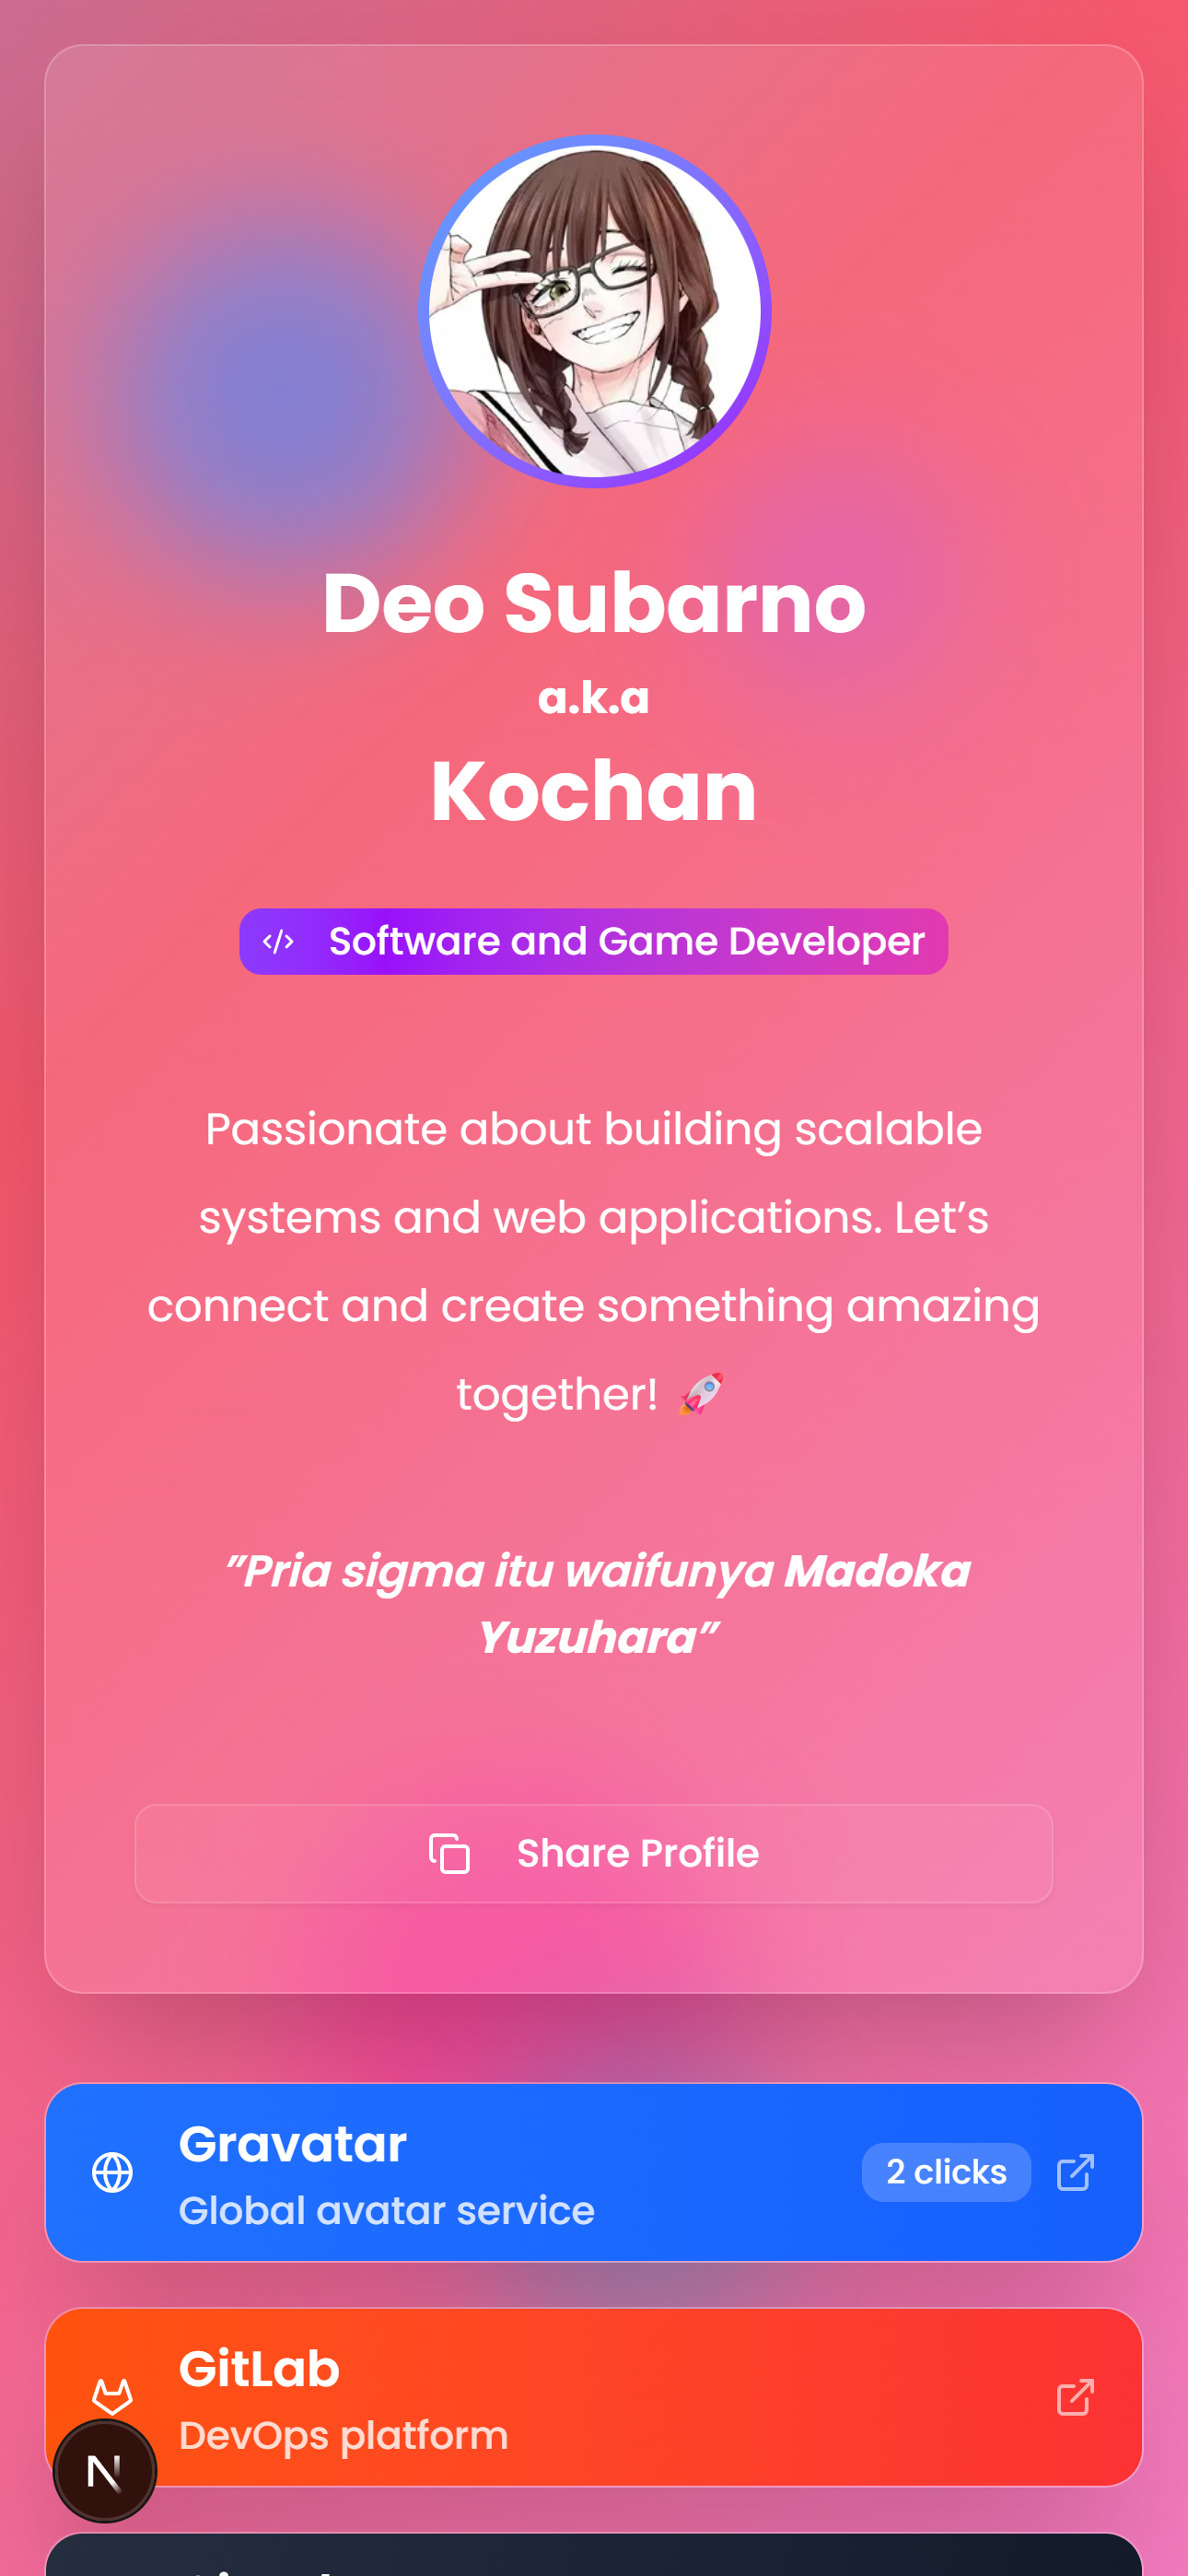 Deo Subarno
a.k.a
Kochan
Software and Game Developer
Passionate about building scalable
systems and web applications. Let’s
connect and create something amazing
together! 🚀
”Pria sigma itu waifunya Madoka
Yuzuhara”
Share Profile
Gravatar
Global avatar service
2 clicks
GitLab
DevOps platform
N